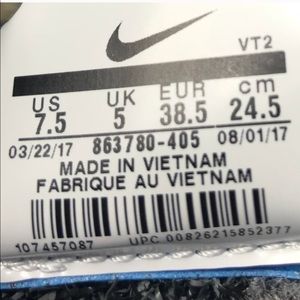 VT2
US UK EUR cm
7.5 5 38.5 24.5
03/22/17 863780-405 08/01/17
MADE IN VIETNAM
FABRIQUE AU VIETNAM
107457087 UPC 00826215852377